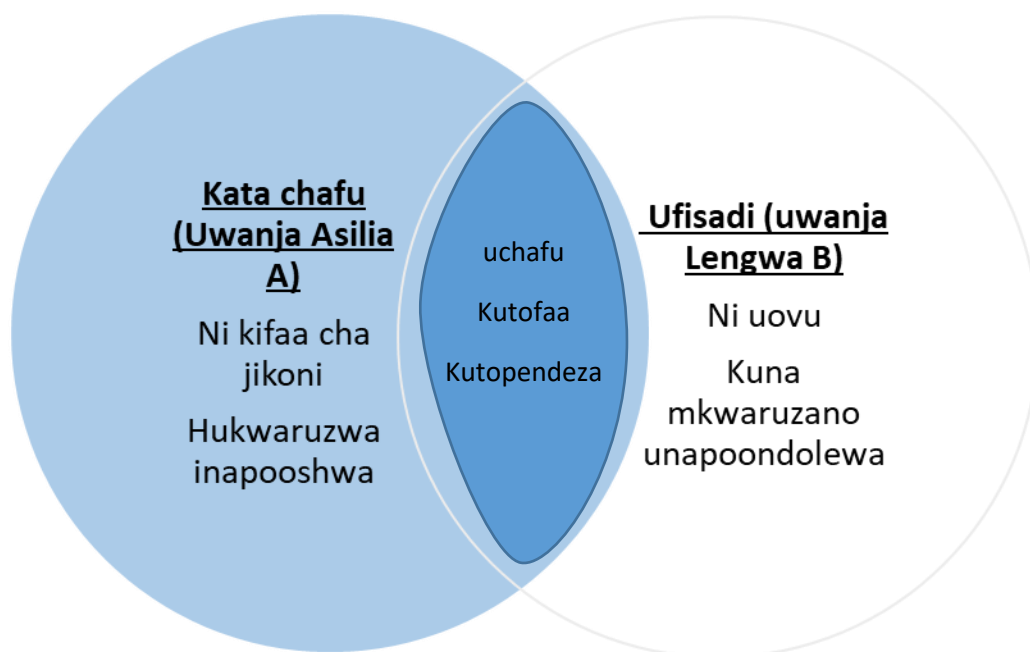 Kata chafu
(Uwanja Asilia
A)
Ni kifaa cha
jikoni
Hukwaruzwa
inapooshwa
uchafu
Kutofaa
Kutopendeza
Ufisadi (uwanja
Lengwa B)
Ni uovu
Kuna
mkwaruzano
unapoondolewa